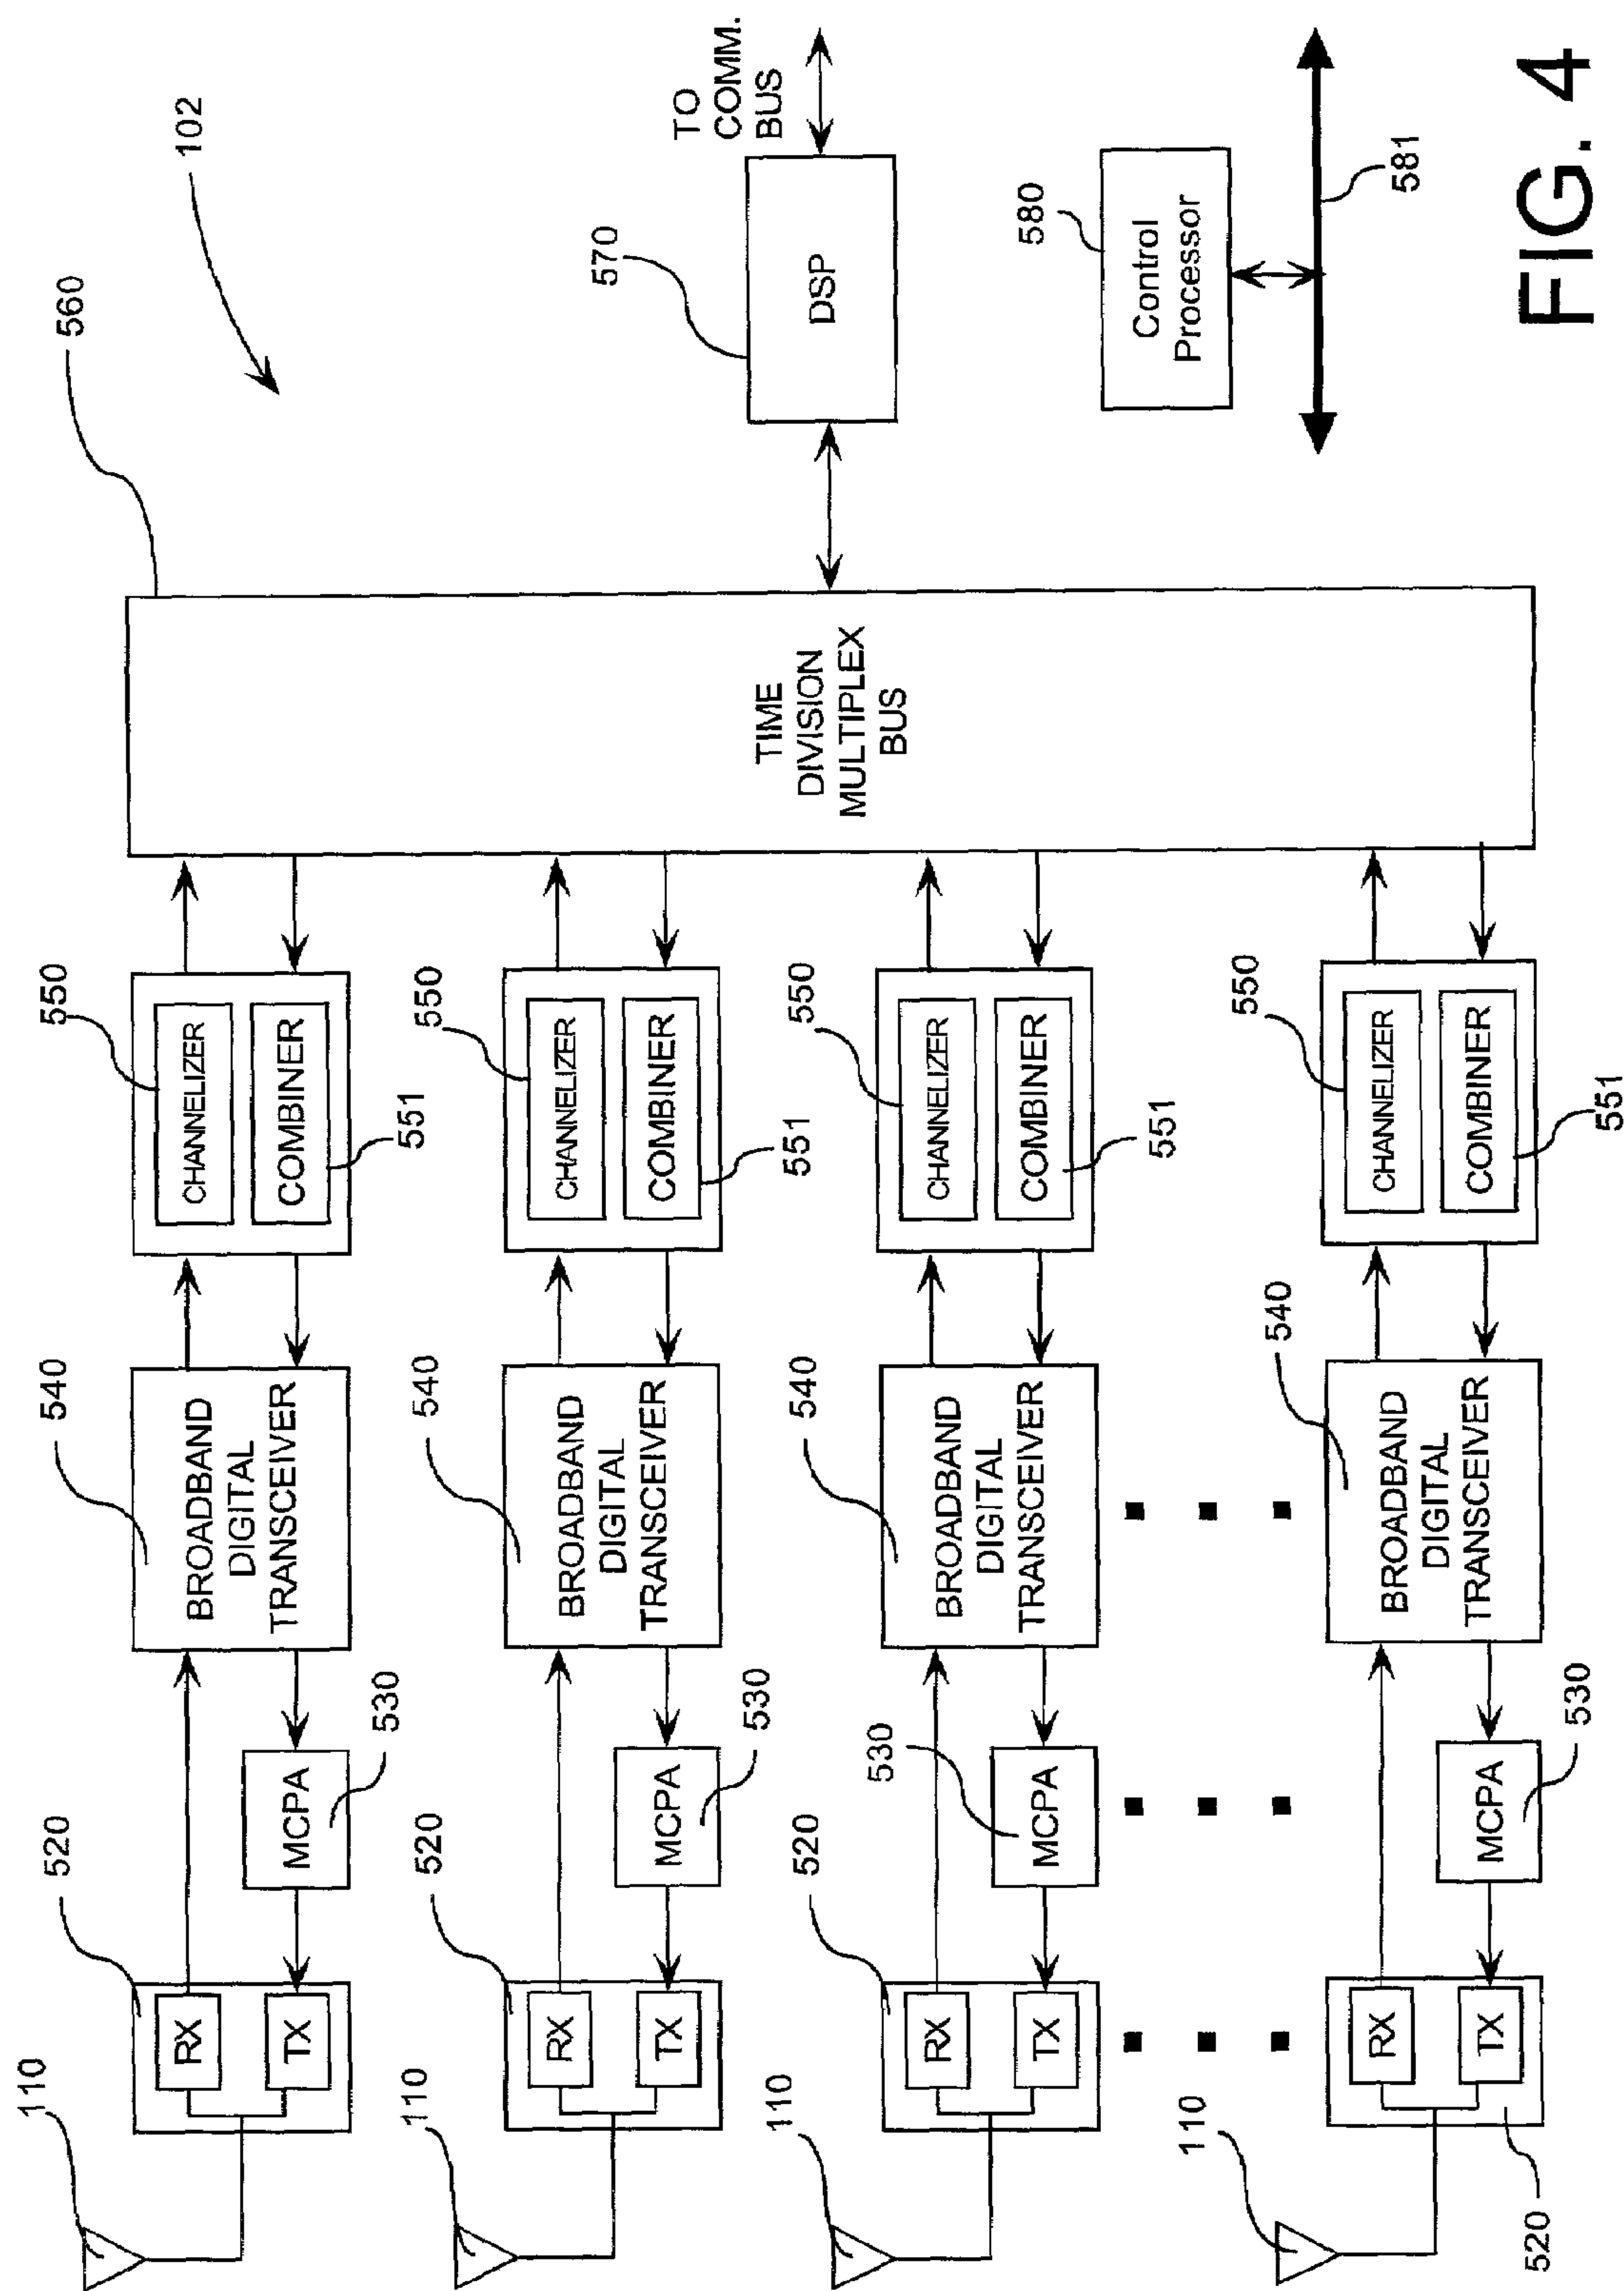 102
560
550
CHANNELIZER
COMBINER
551
540
BROADBAND
DIGITAL
TRANSCEIVER
530
MCPA
520
RX
TX
110
550
CHANNELIZER
COMBINER
551
540
BROADBAND
DIGITAL
TRANSCEIVER
530
MCPA
520
RX
TX
110
550
CHANNELIZER
COMBINER
551
540
BROADBAND
DIGITAL
TRANSCEIVER
530
MCPA
520
RX
TX
110
550
CHANNELIZER
COMBINER
551
540
BROADBAND
DIGITAL
TRANSCEIVER
530
MCPA
520
RX
TX
110
TIME
DIVISION
MULTIPLEX
BUS
570
DSP
TO
COMM.
BUS
580
Control
Processor
581
FIG. 4